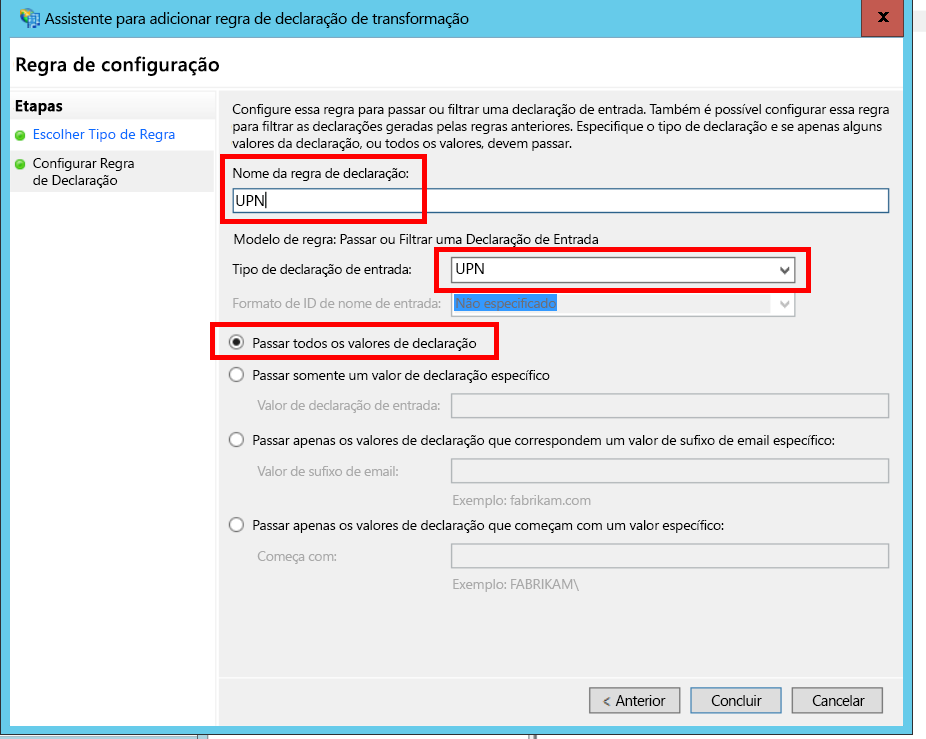 Assistente para adicionar regra de declaração de transformação
x
Regra de configuração
Etapas
Escolher Tipo de Regra
Configurar Regra
de Declaração
Configure essa regra para passar ou filtrar uma declaração de entrada. Também é possível configurar essa regra
para filtrar as declarações geradas pelas regras anteriores. Especifique o tipo de declaração e se apenas alguns
valores da declaração, ou todos os valores, devem passar.
Nome da regra de declaração:
UPN
Modelo de regra: Passar ou Filtrar uma Declaração de Entrada
Tipo de declaração de entrada:
UPN
Formato de ID de nome de entrada:
Não especificado
Passar todos os valores de declaração
Passar somente um valor de declaração específico
Valor de declaração de entrada:
Passar apenas os valores de declaração que correspondem um valor de sufixo de email específico:
Valor de sufixo de email:
Exemplo: fabrikam.com
Passar apenas os valores de declaração que começam com um valor específico:
Começa com:
Exemplo: FABRIKAM\
< Anterior
Concluir
Cancelar